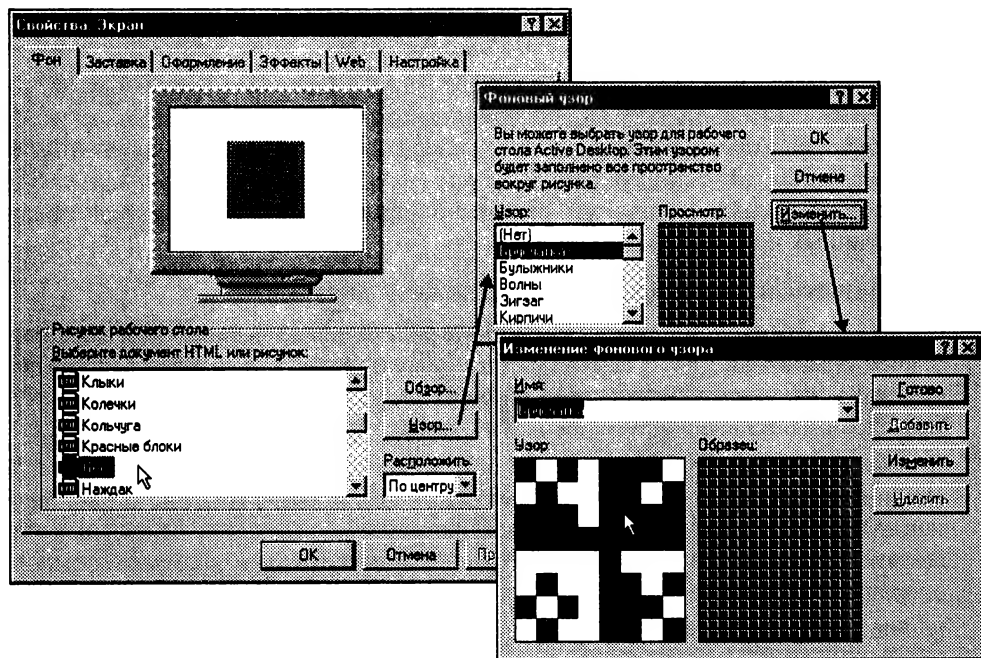 Свойства: Экран
Фон
Заставка
Оформление
Эффекты
Web
Настройка
Рисунок рабочего стола
Выберите документ HTML или рисунок:
Клыки
Колечки
Кольчуга
Красные блоки
Наждак
Обзор...
Узор...
Расположить:
По центру
OK
Отмена
Фоновый узор
Вы можете выбрать узор для рабочего
стола Active Desktop. Этим узором
будет заполнено все пространство
вокруг рисунка.
OK
Отмена
Изменить...
Узор:
Просмотр:
(Нет)
Брусчатка
Булыжники
Волны
Зигзаг
Кирпичи
Изменение фонового узора
Имя:
Брусчатка
Узор:
Образец:
Готово
Добавить
Изменить
Удалить